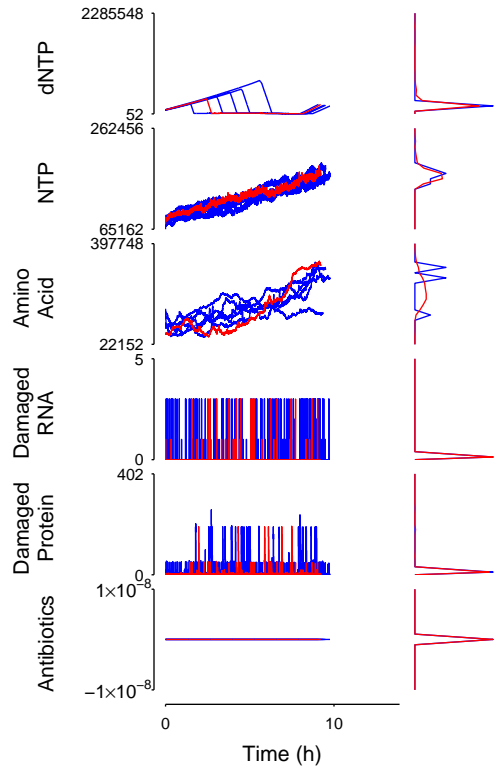 2285548
dNTP
52
262456
NTP
65162
397748
Amino
Acid
22152
5
Damaged
RNA
0
402
Damaged
Protein
0
1×10⁻⁸
Antibiotics
−1×10⁻⁸
0
10
Time (h)